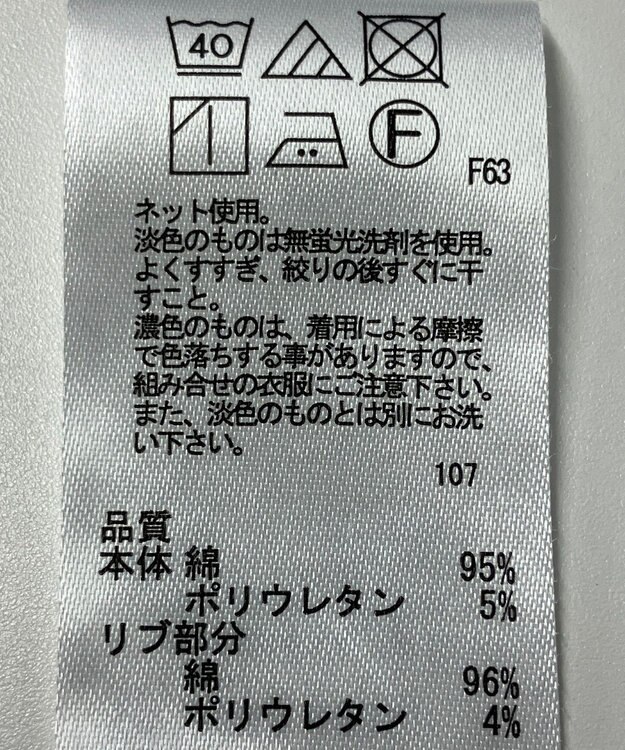 40
F
F63
ネット使用。
淡色のものは無蛍光洗剤を使用。
よくすすぎ、絞りの後すぐに干
すこと。
濃色のものは、着用による摩擦
で色落ちする事がありますので、
組み合せの衣服にご注意下さい。
また、淡色のものとは別にお洗
い下さい。
107
品質
本体 綿 95%
ポリウレタン 5%
リブ部分
綿 96%
ポリウレタン 4%